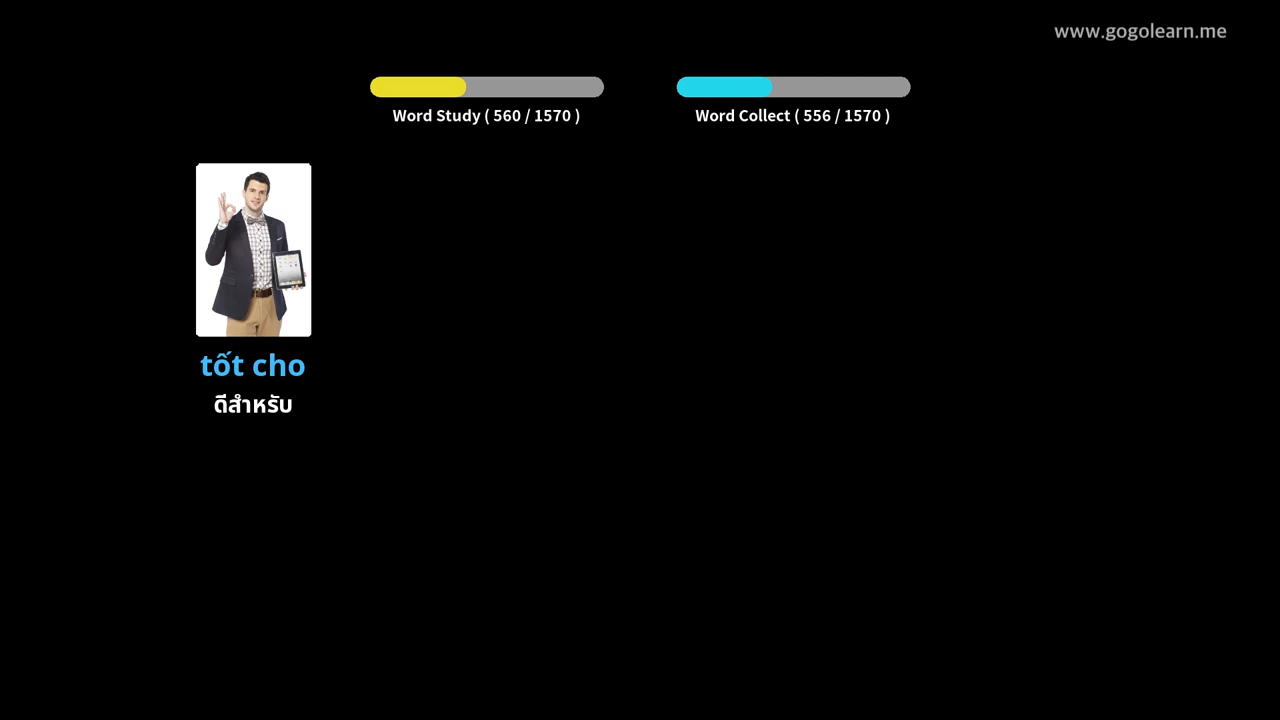 www.gogolearn.me
Word Study ( 560 / 1570 )
Word Collect ( 556 / 1570 )
tốt cho
ดีสำหรับ